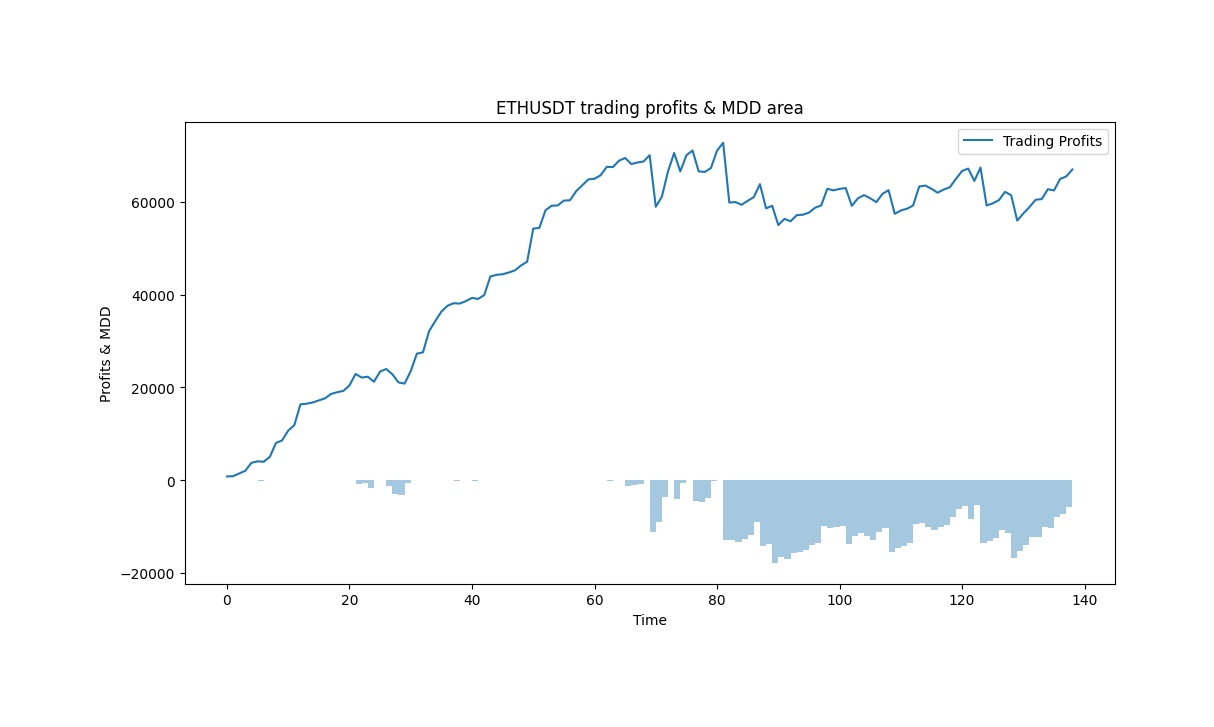 ETHUSDT trading profits & MDD area
Trading Profits
60000
40000
20000
0
−20000
Profits & MDD
0 20 40 60 80 100 120 140
Time